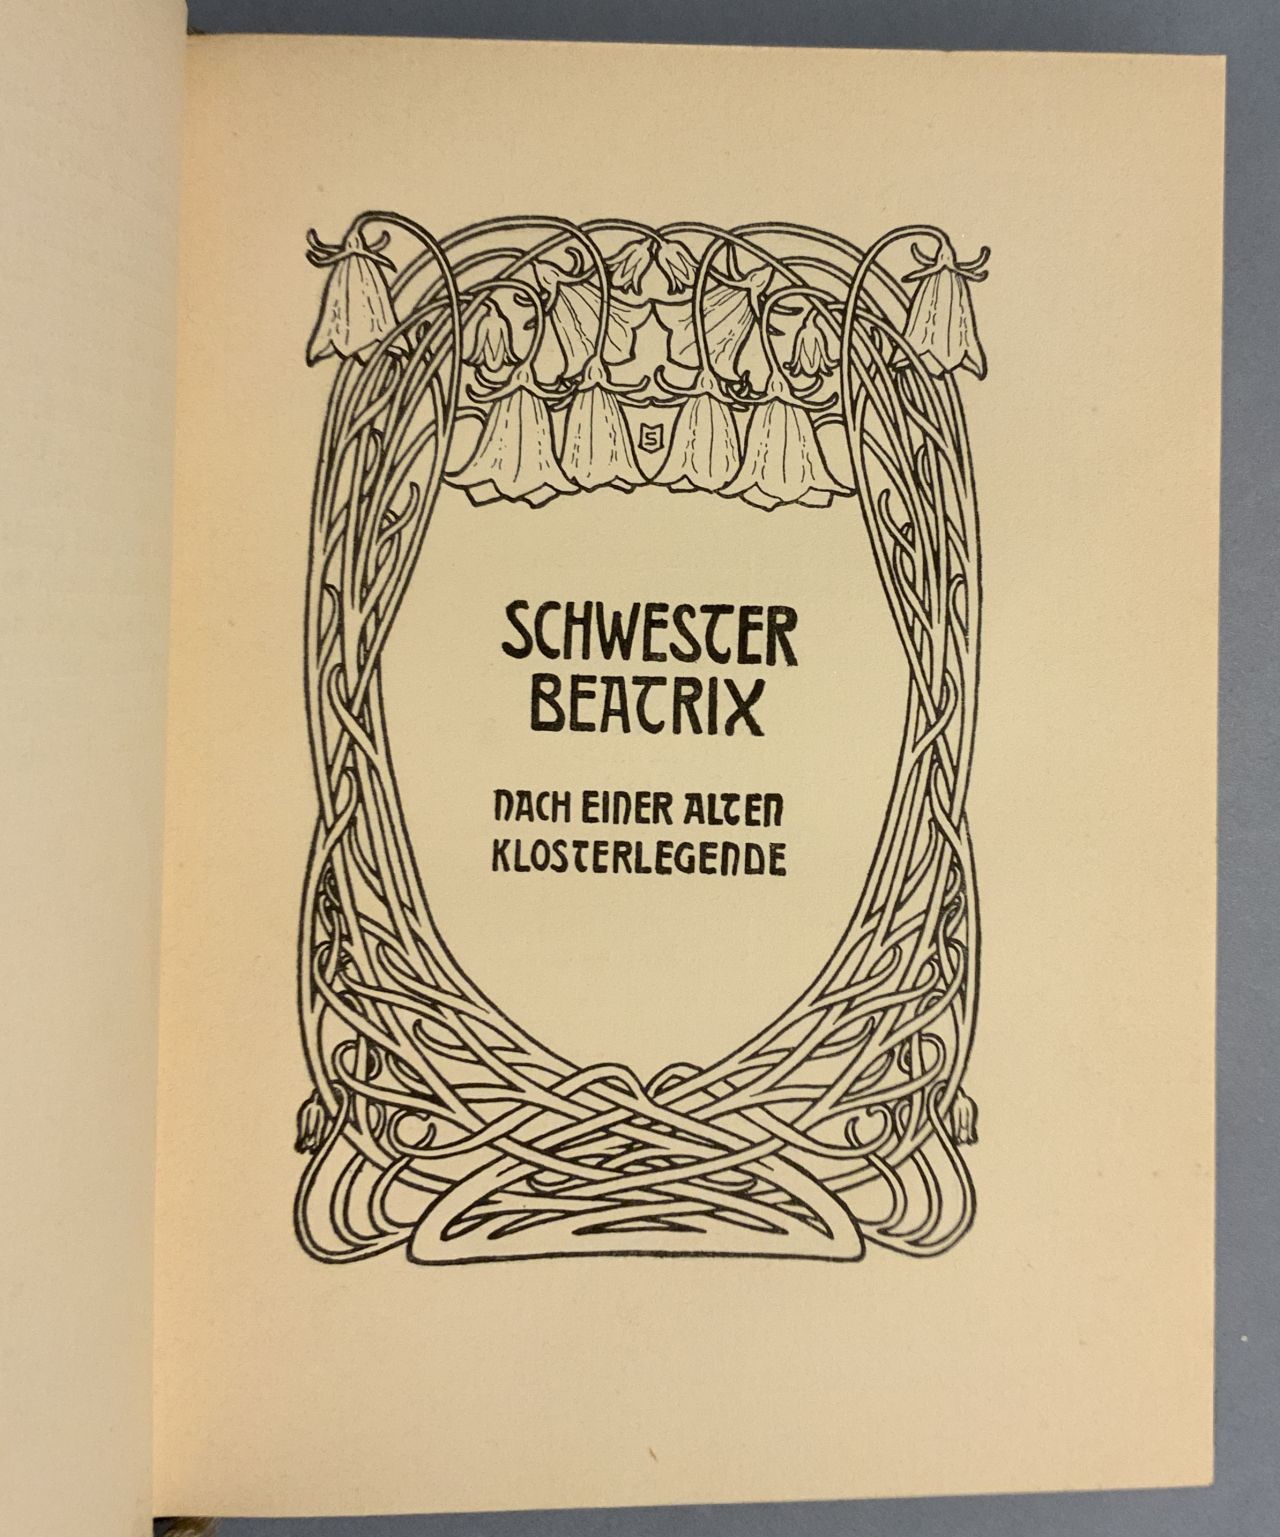 S
SCHWESTER
BEATRIX
NACH EINER ALTEN
KLOSTERLEGENDE